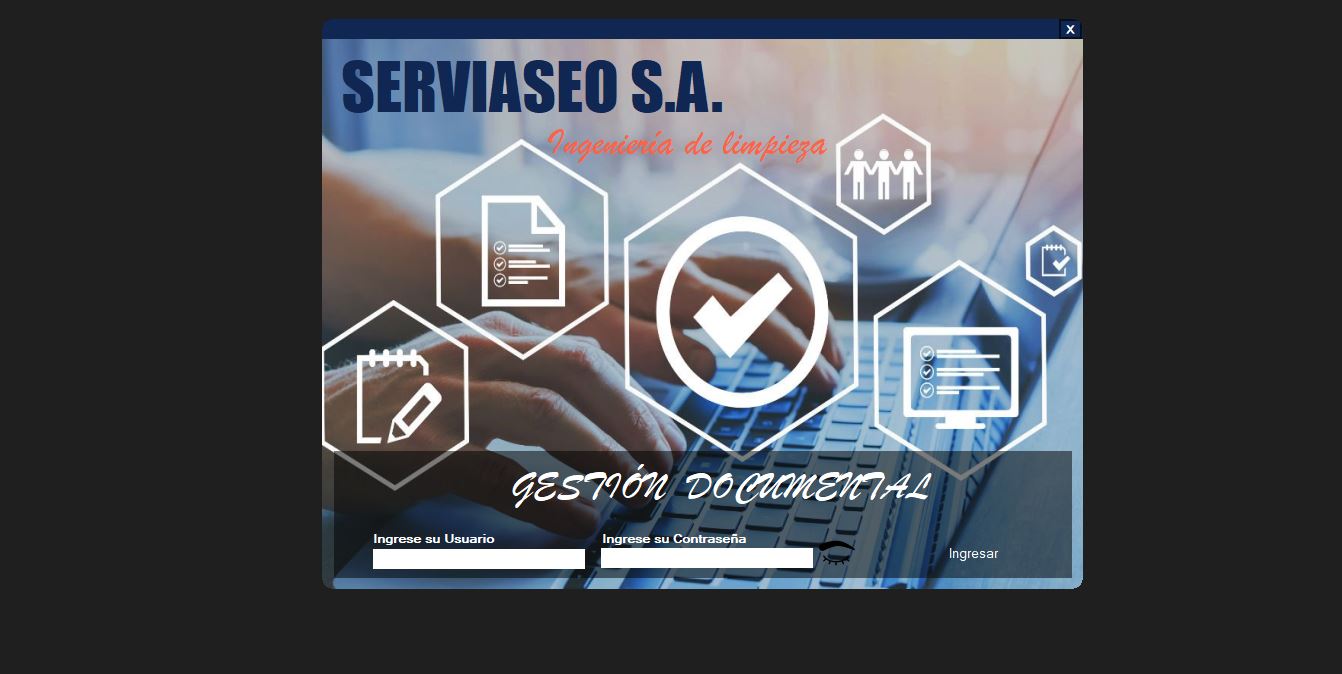 X
SERVIASEO S.A.
Ingeniería de limpieza
GESTIÓN DOCUMENTAL
Ingrese su Usuario
Ingrese su Contraseña
Ingresar